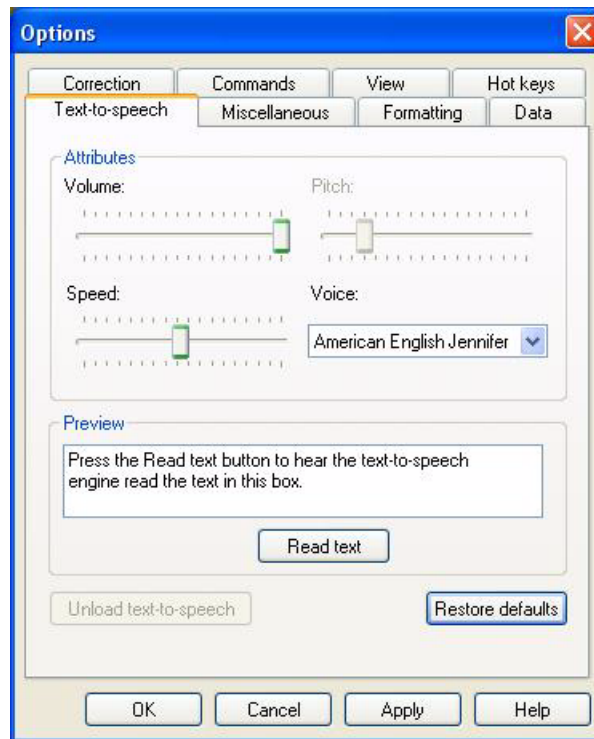 Options
Correction Commands View Hot keys
Text-to-speech Miscellaneous Formatting Data
Attributes
Volume: Pitch:
Speed: Voice:
American English Jennifer
Preview
Press the Read text button to hear the text-to-speech
engine read the text in this box.
Read text
Unload text-to-speech Restore defaults
OK Cancel Apply Help